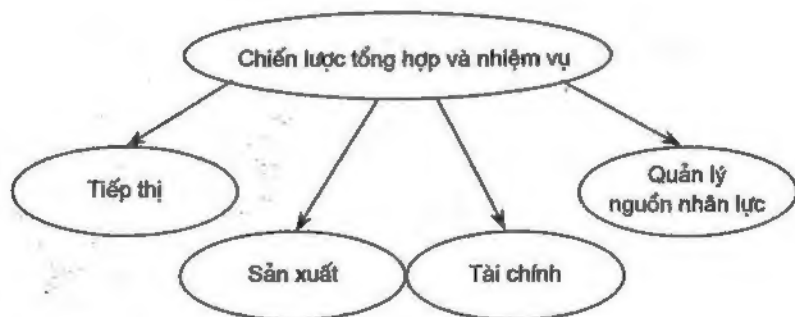 Chiến lược tổng hợp và nhiệm vụ
Tiếp thị
Quản lý
nguồn nhân lực
Sản xuất
Tài chính